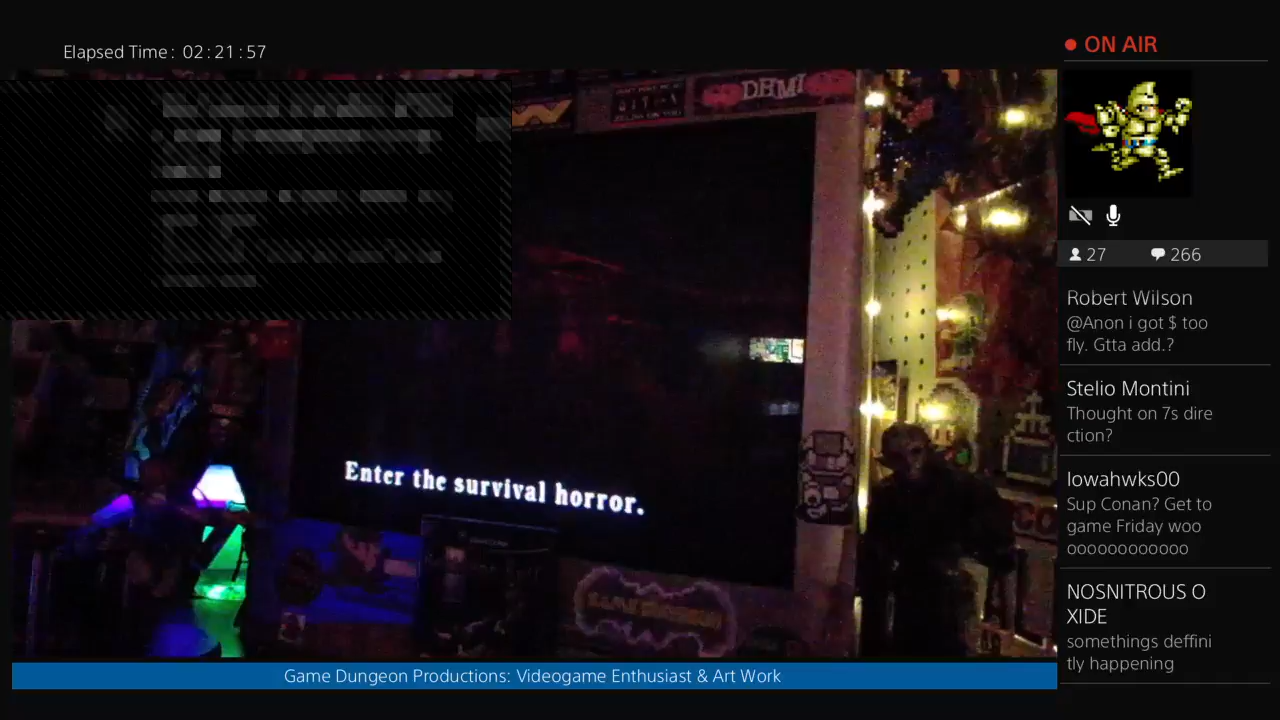 Elapsed Time: 02:21:57
ON AIR
DHMI
27 266
Robert Wilson
@Anon i got $ too
fly. Gtta add.?
Stelio Montini
Thought on 7s dire
ction?
Iowahwks00
Sup Conan? Get to
game Friday woo
oooooooooooo
NOSNITROUS O
XIDE
somethings deffini
tly happening
Enter the survival horror.
Game Dungeon Productions: Videogame Enthusiast & Art Work